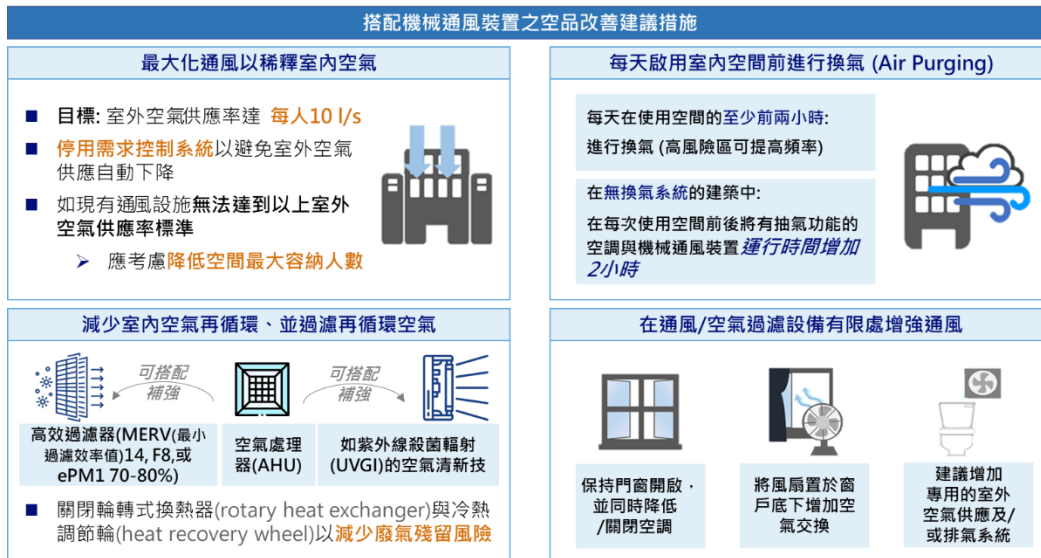 搭配機械通風裝置之空品改善建議措施
最大化通風以稀釋室內空氣
■ 目標: 室外空氣供應率達 每人10 l/s
■ 停用需求控制系統以避免室外空氣
供應自動下降
■ 如現有通風設施無法達到以上室外
空氣供應率標準
➢ 應考慮降低空間最大容納人數
每天啟用室內空間前進行換氣 (Air Purging)
每天在使用空間的至少前兩小時:
進行換氣 (高風險區可提高頻率)
在無換氣系統的建築中:
在每次使用空間前後將有抽氣功能的
空調與機械通風裝置運行時間增加
2小時
減少室內空氣再循環、並過濾再循環空氣
可搭配
補強
可搭配
補強
高效過濾器(MERV(最小
過濾效率值)14, F8,或
ePM1 70-80%)
空氣處理
器(AHU)
如紫外線殺菌輻射
(UVGI)的空氣清新技
■ 關閉輪轉式換熱器(rotary heat exchanger)與冷熱
調節輪(heat recovery wheel)以減少廢氣殘留風險
在通風/空氣過濾設備有限處增強通風
保持門窗開啟，
並同時降低
/關閉空調
將風扇置於窗
戶底下增加空
氣交換
建議增加
專用的室外
空氣供應及/
或排氣系統